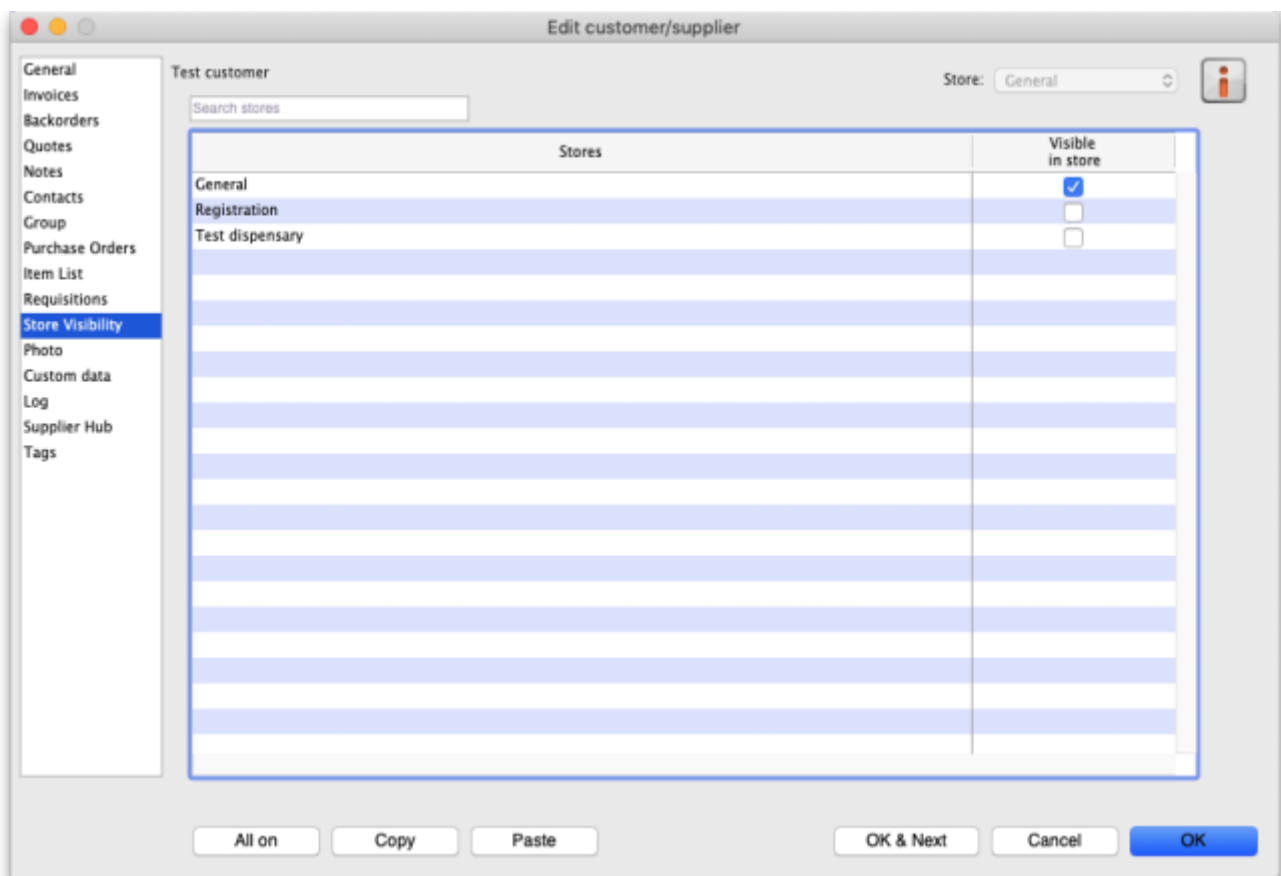 Edit customer/supplier
General
Invoices
Backorders
Quotes
Notes
Contacts
Group
Purchase Orders
Item List
Requisitions
Store Visibility
Photo
Custom data
Log
Supplier Hub
Tags
Test customer
Store: General
Search stores
Stores
Visible
in store
General
Registration
Test dispensary
All on
Copy
Paste
OK & Next
Cancel
OK